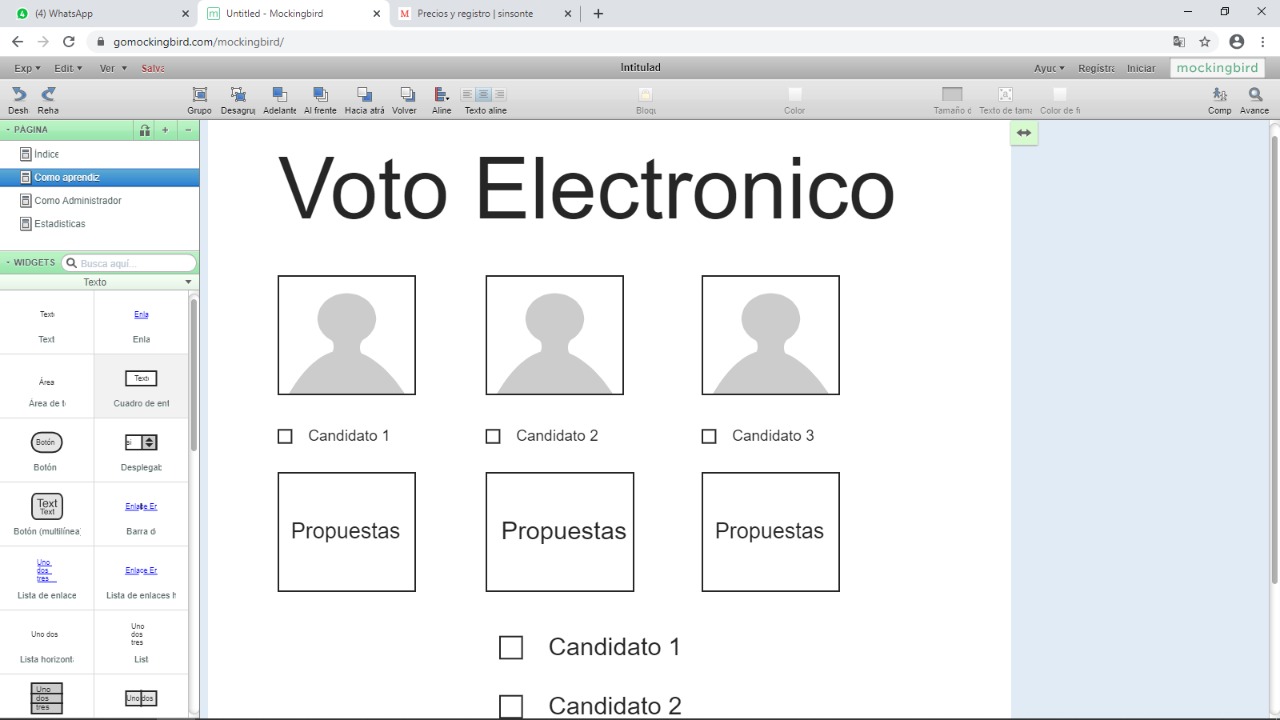 (4) WhatsApp
Untitled - Mockingbird
Precios y registro | sinsonte
gomockingbird.com/mockingbird/
Exp Edit Ver Salva
Intitulad
Ayuc Registra Iniciar mockingbird
Desh Reha Grupo Desagru Adelante Al frente Hacia atrá Volver Aline Texto aline Bloq Color Tamaño d Texto de tama Color de fi Comp Avance
PÁGINA
Índice
Como aprendiz
Como Administrador
Estadisticas
WIDGETS Busca aquí...
Texto
Text Enla
Text Enla
Área Text
Área de t Cuadro de ent
Botón
Botón Desplegab
Text
Text
Enlace Er
Botón (multilínea) Barra d
Uno
dos
tres
Enlace Er
Lista de enlace Lista de enlaces h
Uno dos
Uno
dos
tres
Lista horizont List
Uno
dos
tres
Uno dos
Voto Electronico
Candidato 1 Candidato 2 Candidato 3
Propuestas Propuestas Propuestas
Candidato 1
Candidato 2